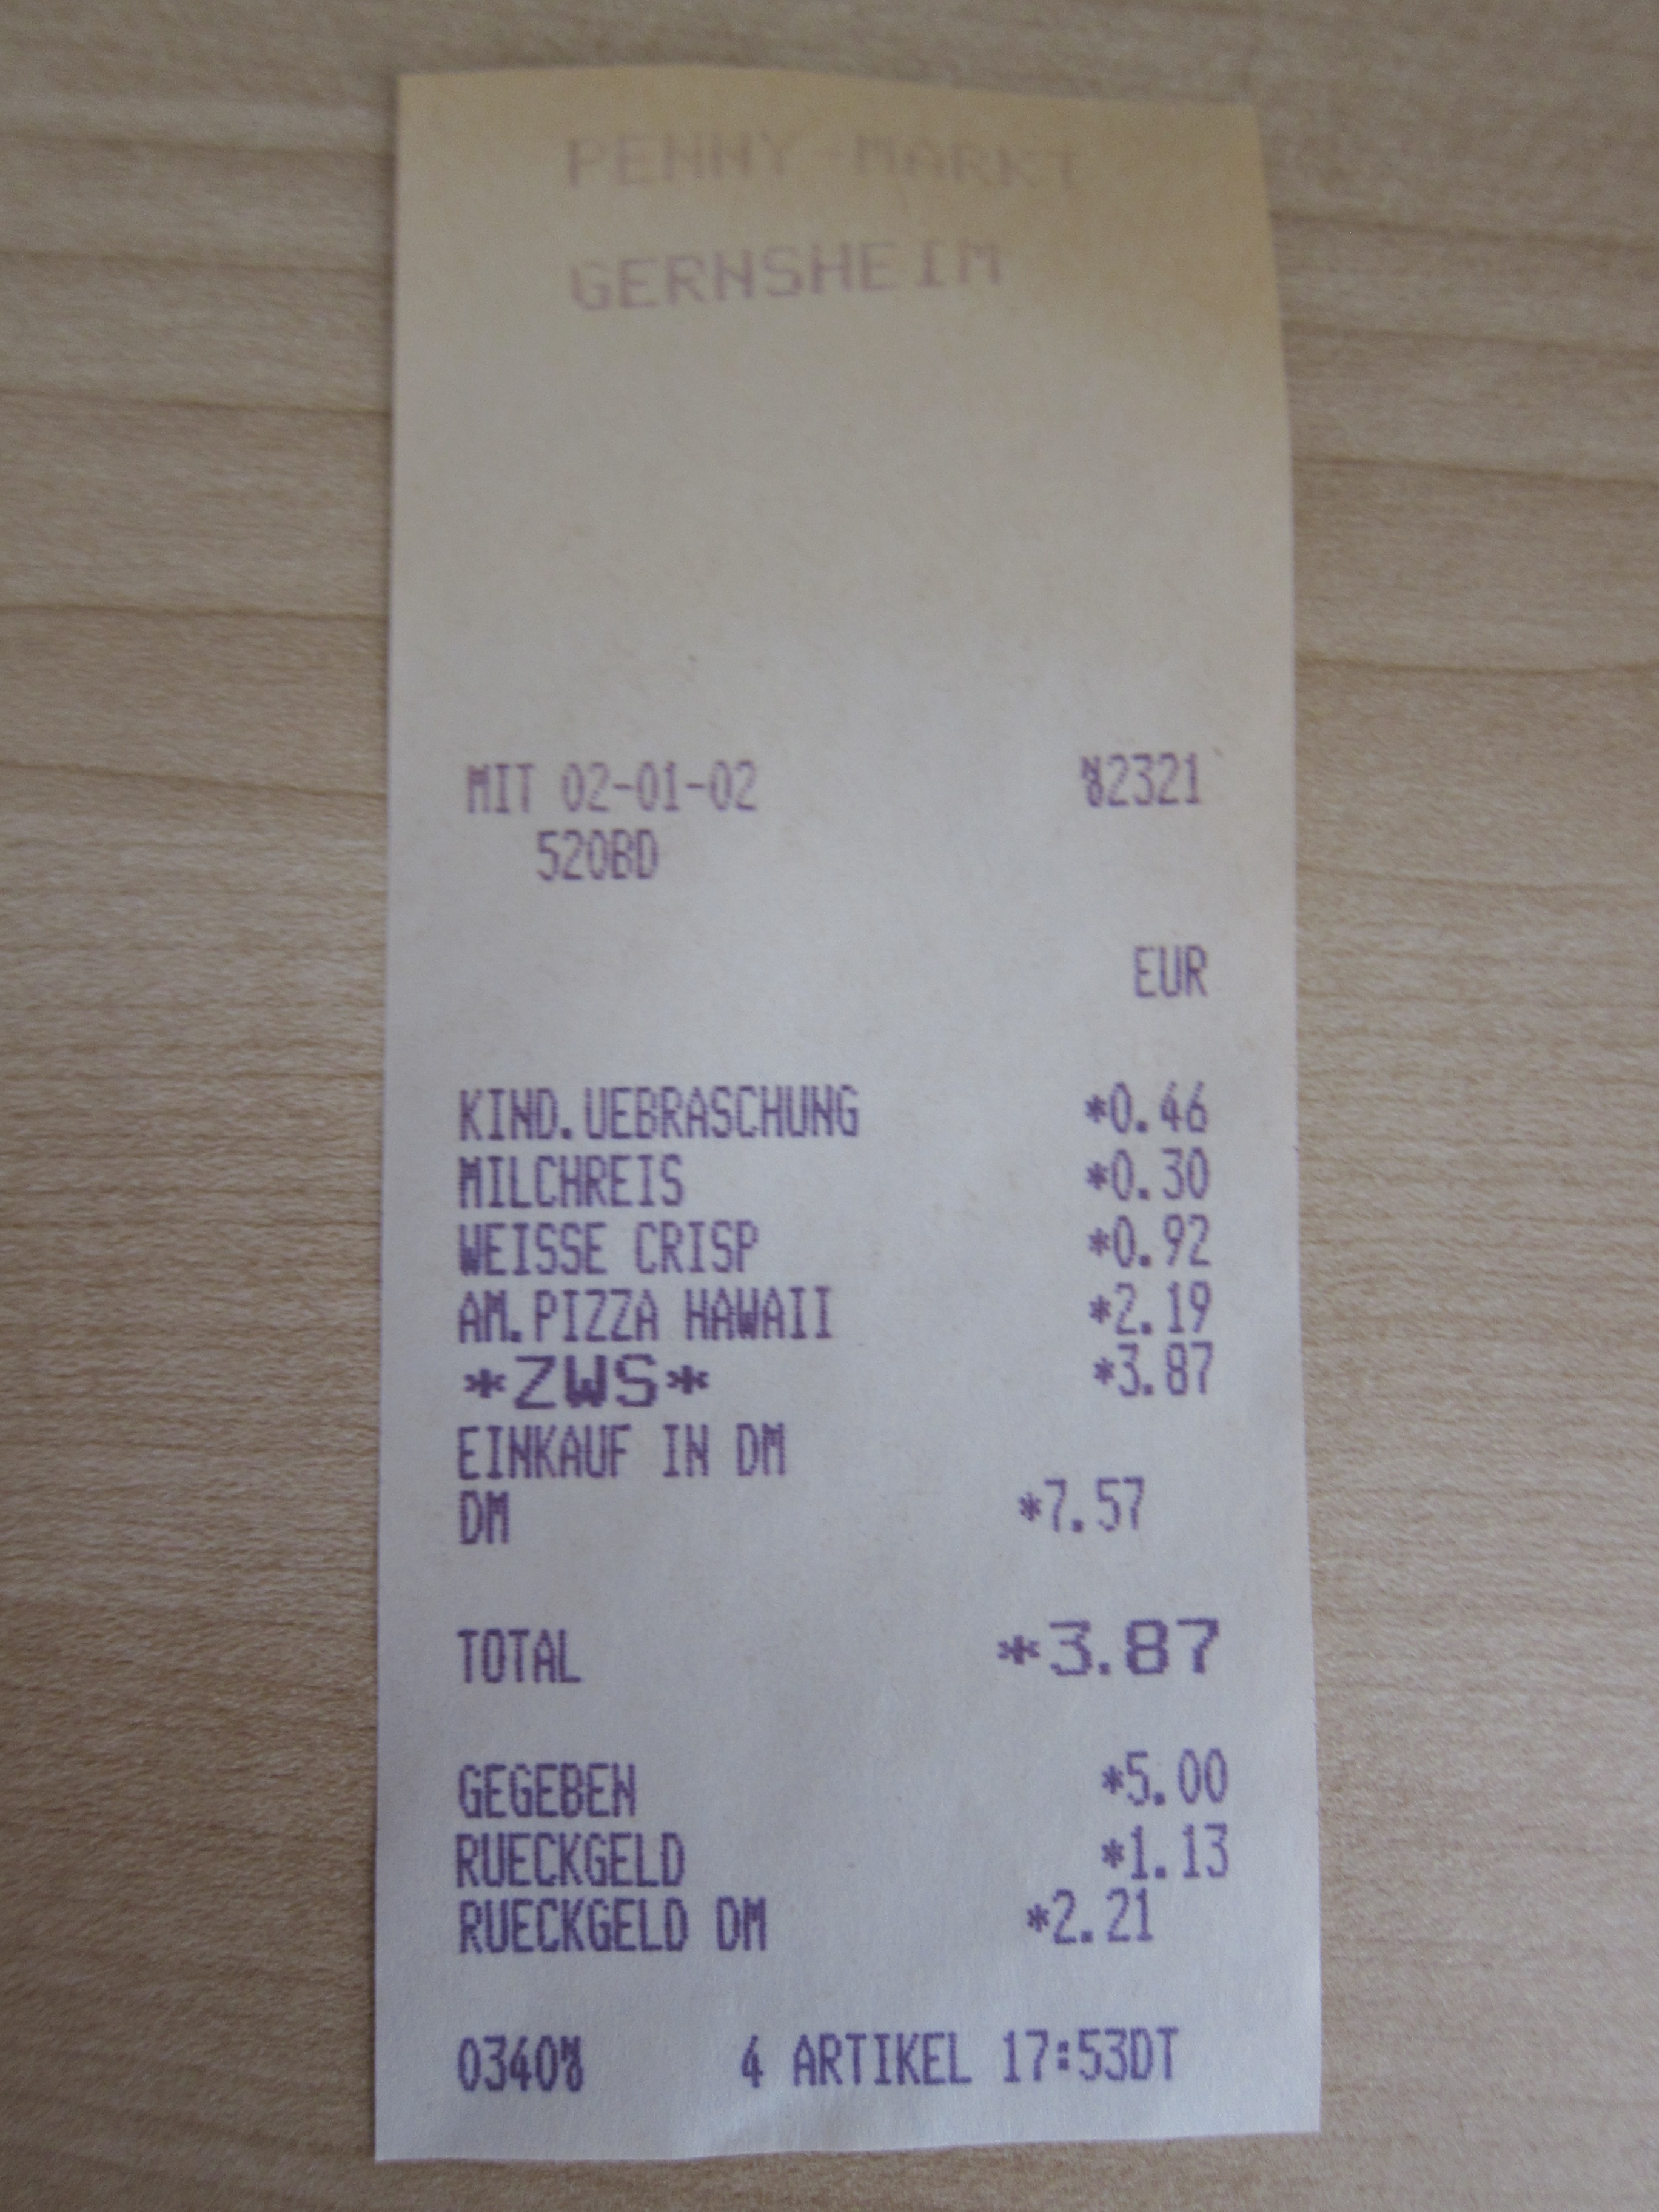 PENNY-MARKT
GERNSHEIM
MIT 02-01-02 №2321
520BD
EUR
KIND.UEBRASCHUNG *0.46
MILCHREIS *0.30
WEISSE CRISP *0.92
AM.PIZZA HAWAII *2.19
*ZWS* *3.87
EINKAUF IN DM
DM *7.57
TOTAL *3.87
GEGEBEN *5.00
RUECKGELD *1.13
RUECKGELD DM *2.21
0340№ 4 ARTIKEL 17:53DT